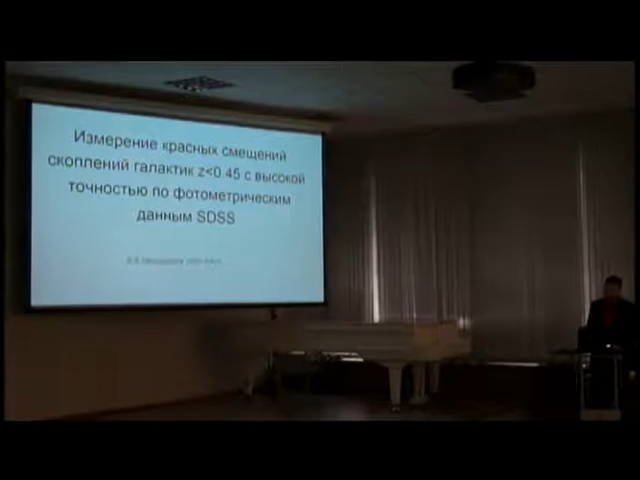 Измерение красных смещений
скоплений галактик z<0.45 с высокой
точностью по фотометрическим
данным SDSS